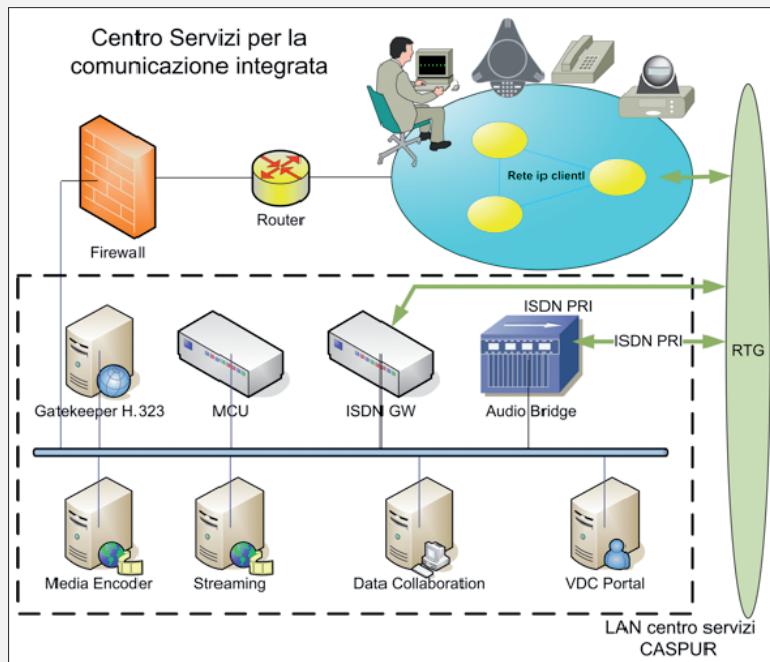 Centro Servizi per la
comunicazione integrata
Rete ip clienti
Router
Firewall
ISDN PRI
ISDN PRI
RTG
Gatekeeper H.323
MCU
ISDN GW
Audio Bridge
Media Encoder
Streaming
Data Collaboration
VDC Portal
LAN centro servizi
CASPUR